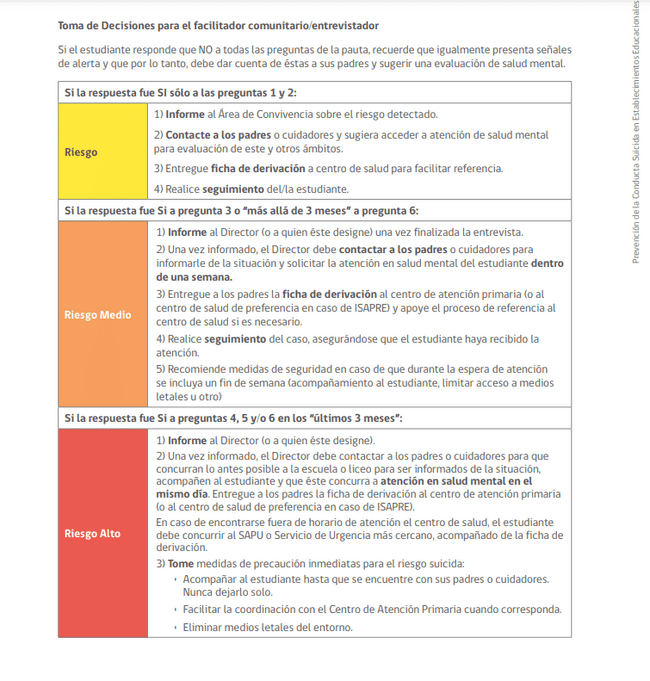 Toma de Decisiones para el facilitador comunitario/entrevistador
Si el estudiante responde que NO a todas las preguntas de la pauta, recuerde que igualmente presenta señales
de alerta y que por lo tanto, debe dar cuenta de éstas a sus padres y sugerir una evaluación de salud mental.
Si la respuesta fue SI sólo a las preguntas 1 y 2:
Riesgo
1) Informe al Área de Convivencia sobre el riesgo detectado.
2) Contacte a los padres o cuidadores y sugiera acceder a atención de salud mental
para evaluación de este y otros ámbitos.
3) Entregue ficha de derivación a centro de salud para facilitar referencia.
4) Realice seguimiento del/la estudiante.
Si la respuesta fue Si a pregunta 3 o "más allá de 3 meses" a pregunta 6:
Riesgo Medio
1) Informe al Director (o a quien éste designe) una vez finalizada la entrevista.
2) Una vez informado, el Director debe contactar a los padres o cuidadores para
informarle de la situación y solicitar la atención en salud mental del estudiante dentro
de una semana.
3) Entregue a los padres la ficha de derivación al centro de atención primaria (o al
centro de salud de preferencia en caso de ISAPRE) y apoye el proceso de referencia al
centro de salud si es necesario.
4) Realice seguimiento del caso, asegurándose que el estudiante haya recibido la
atención.
5) Recomiende medidas de seguridad en caso de que durante la espera de atención
se incluya un fin de semana (acompañamiento al estudiante, limitar acceso a medios
letales u otro)
Si la respuesta fue Si a preguntas 4, 5 y/o 6 en los "últimos 3 meses":
Riesgo Alto
1) Informe al Director (o a quien éste designe).
2) Una vez informado, el Director debe contactar a los padres o cuidadores para que
concurran lo antes posible a la escuela o liceo para ser informados de la situación,
acompañen al estudiante y que éste concurra a atención en salud mental en el
mismo día. Entregue a los padres la ficha de derivación al centro de atención primaria
(o al centro de salud de preferencia en caso de ISAPRE).
En caso de encontrarse fuera de horario de atención el centro de salud, el estudiante
debe concurrir al SAPU o Servicio de Urgencia más cercano, acompañado de la ficha de
derivación.
3) Tome medidas de precaución inmediatas para el riesgo suicida:
• Acompañar al estudiante hasta que se encuentre con sus padres o cuidadores.
Nunca dejarlo solo.
• Facilitar la coordinación con el Centro de Atención Primaria cuando corresponda.
• Eliminar medios letales del entorno.
Prevención de la Conducta Suicida en Establecimientos Educacionales